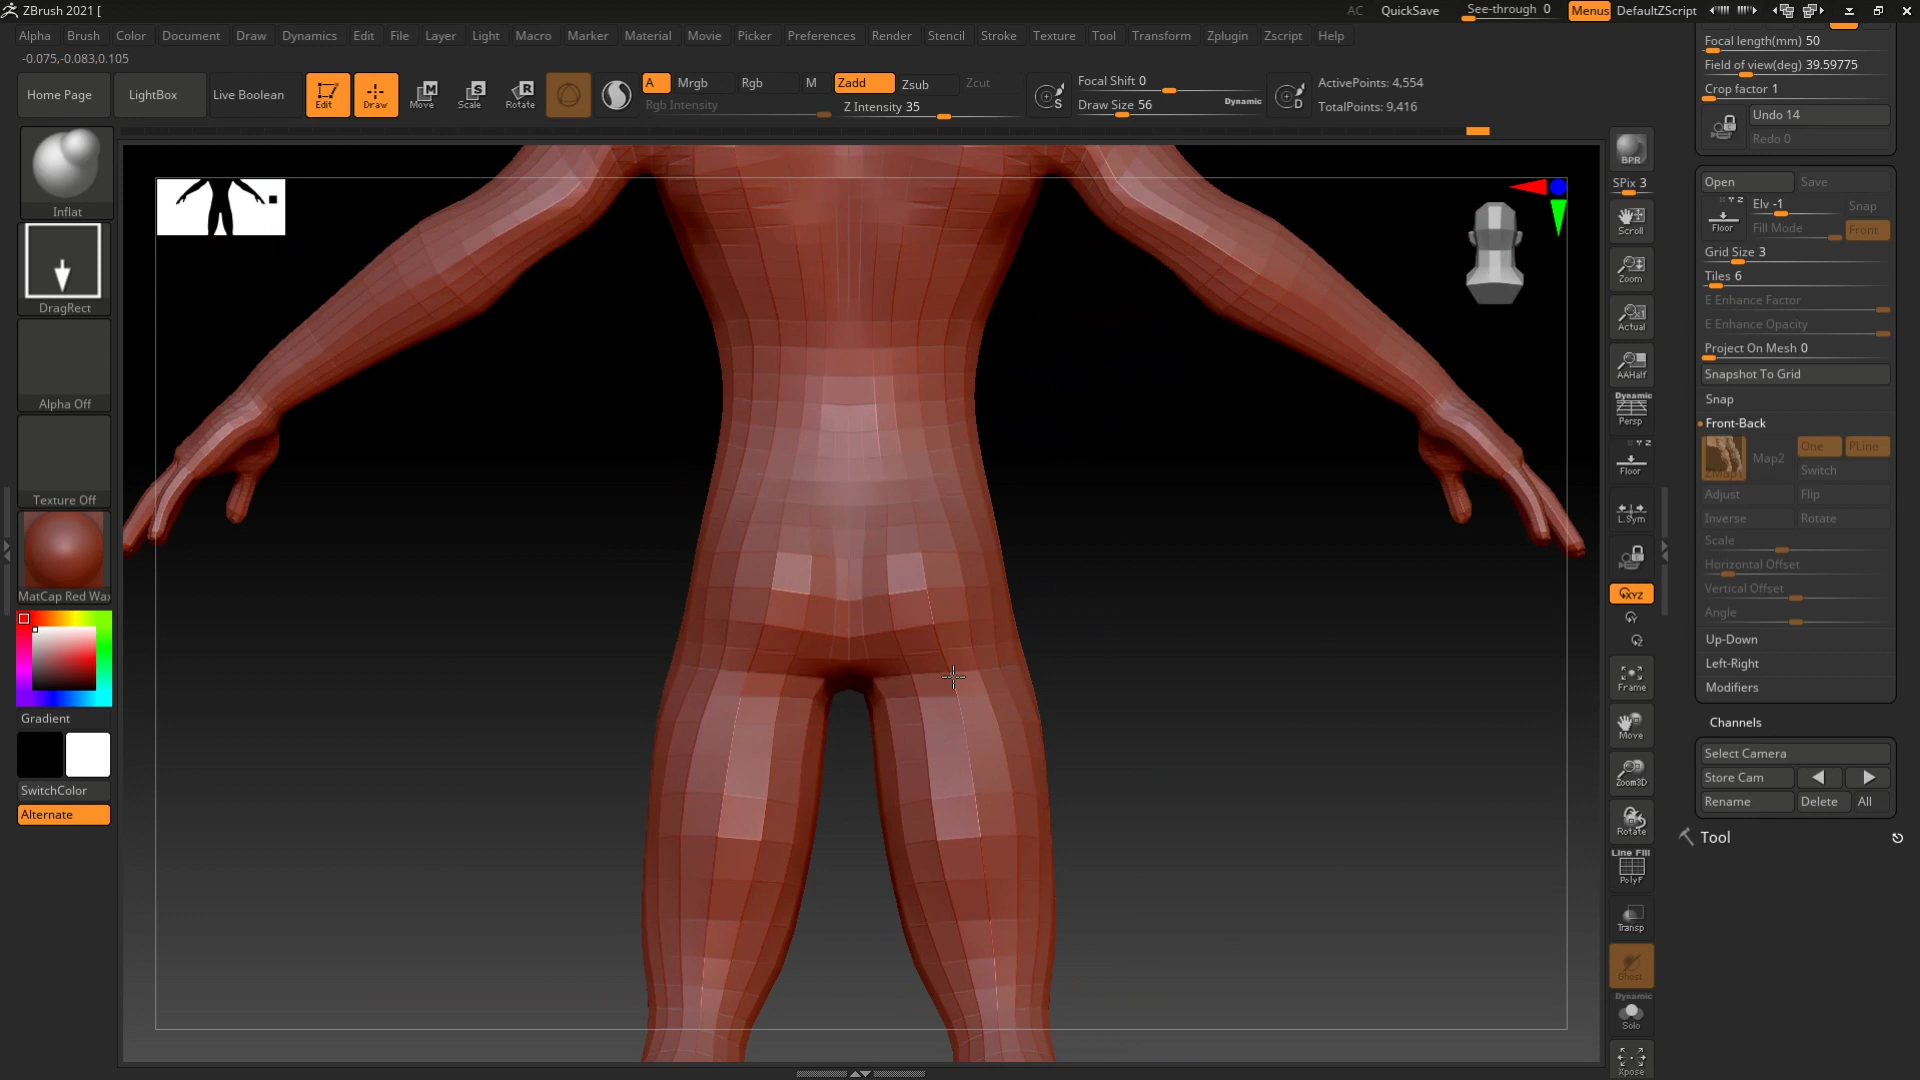 ZBrush 2021 [
AC QuickSave See-through 0 Menus DefaultZScript
Alpha Brush Color Document Draw Dynamics Edit File Layer Light Macro Marker Material Movie Picker Preferences Render Stencil Stroke Texture Tool Transform Zplugin Zscript Help
-0.075,-0.083,0.105
Home Page LightBox Live Boolean Edit Draw Move Scale Rotate
A Mrgb Rgb M Zadd Zsub Zcut
Rgb Intensity Z Intensity 35
Focal Shift 0
Draw Size 56 Dynamic
ActivePoints: 4,554
TotalPoints: 9,416
Inflat
DragRect
Alpha Off
Texture Off
MatCap Red Wax
Gradient
SwitchColor
Alternate
BPR
SPix 3
Scroll
Zoom
Actual
AAHalf
Dynamic
Persp
Floor
L.Sym
XYZ
Frame
Move
Zoom3D
Rotate
Line Fill
PolyF
Transp
Ghost
Dynamic
Solo
Xpose
Focal length(mm) 50
Field of view(deg) 39.59775
Crop factor 1
Undo 14
Redo 0
Open Save
Floor Elv -1 Snap
Fill Mode Front
Grid Size 3
Tiles 6
E Enhance Factor
E Enhance Opacity
Project On Mesh 0
Snapshot To Grid
Snap
Front-Back
Map2 One PLine
Switch
Adjust Flip
Inverse Rotate
Scale
Horizontal Offset
Vertical Offset
Angle
Up-Down
Left-Right
Modifiers
Channels
Select Camera
Store Cam
Rename Delete All
Tool